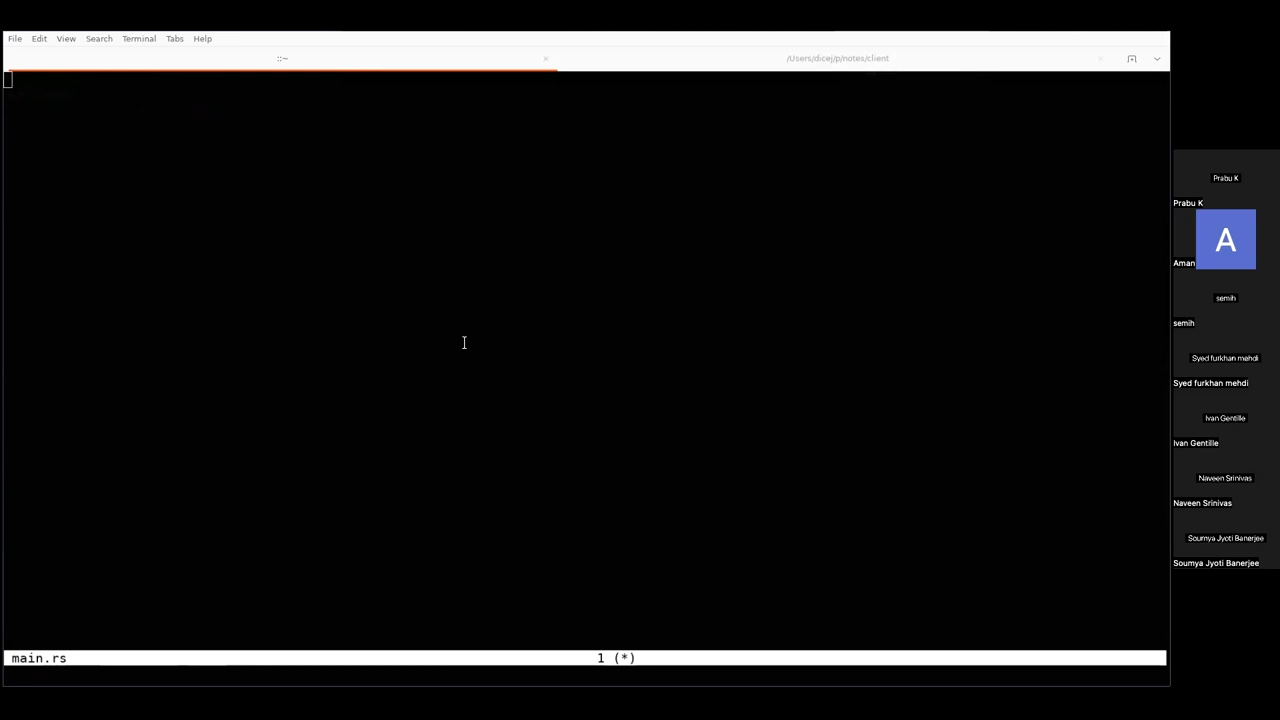 File Edit View Search Terminal Tabs Help
::~ × /Users/dicej/p/notes/client ×
main.rs 1 (*)
Prabu K
Prabu K
A
Aman
semih
semih
Syed furkhan mehdi
Syed furkhan mehdi
Ivan Gentille
Ivan Gentille
Naveen Srinivas
Naveen Srinivas
Soumya Jyoti Banerjee
Soumya Jyoti Banerjee